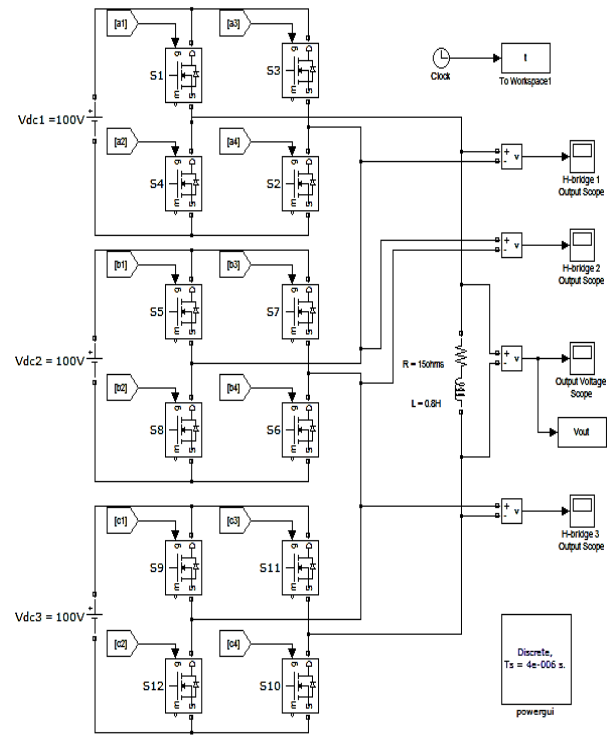 [a1]
[a3]
S1
S3
g
D
m
S
g
D
m
S
Clock
t
To Workspace1
Vdc1 =100V
+
[a2]
[a4]
S4
S2
g
D
m
S
g
D
m
S
+
-
v
H-bridge 1
Output Scope
[b1]
[b3]
S5
S7
g
D
m
S
g
D
m
S
+
-
v
H-bridge 2
Output Scope
Vdc2 = 100V
+
[b2]
[b4]
S8
S6
g
D
m
S
g
D
m
S
R = 15ohms
L = 0.8H
+
-
v
Output Voltage
Scope
Vout
[c1]
[c3]
S9
S11
g
D
m
S
g
D
m
S
+
-
v
H-bridge 3
Output Scope
Vdc3 = 100V
+
[c2]
[c4]
S12
S10
g
D
m
S
g
D
m
S
Discrete,
Ts = 4e-006 s.
powergui